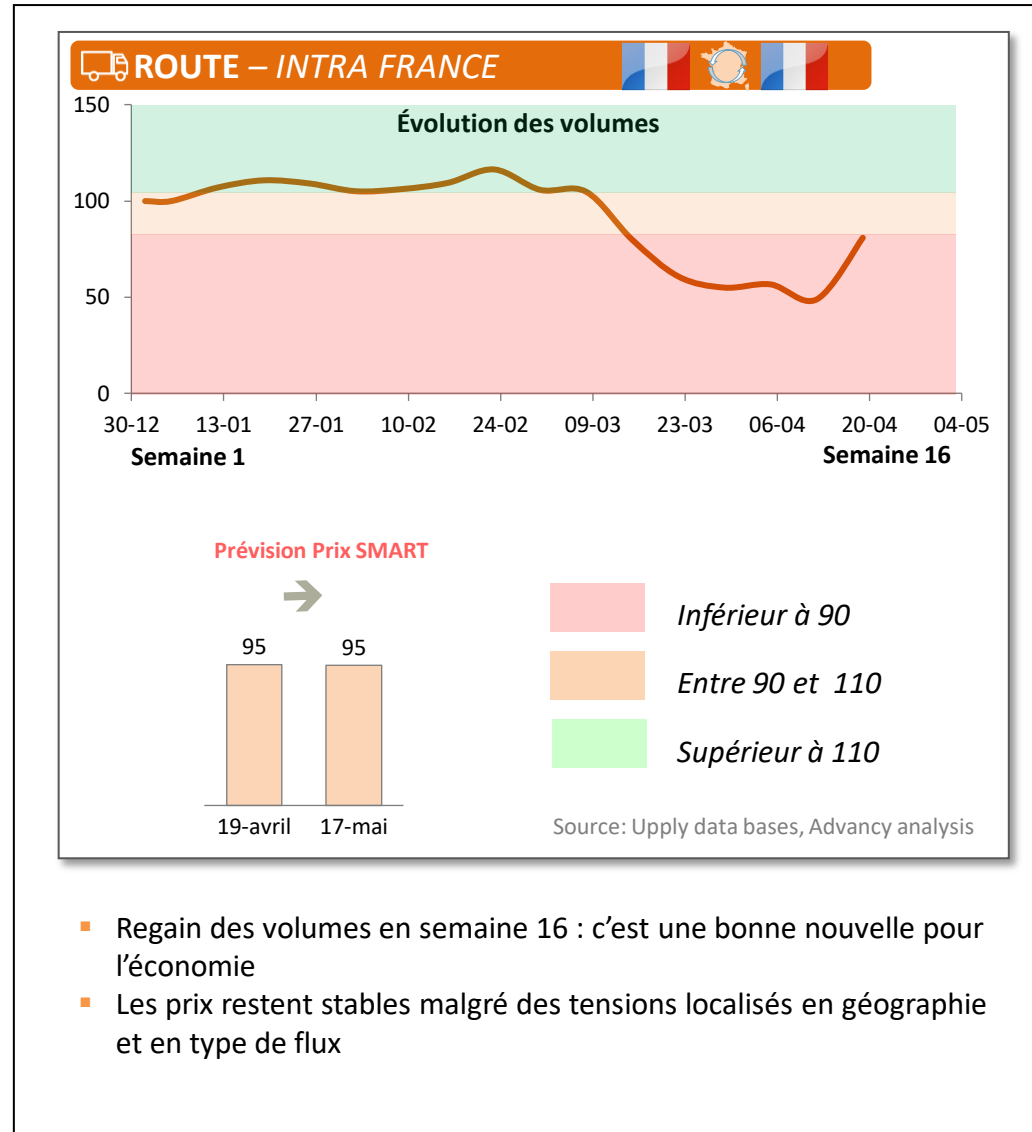 ROUTE – INTRA FRANCE
Évolution des volumes
150
100
50
0
30-12 13-01 27-01 10-02 24-02 09-03 23-03 06-04 20-04 04-05
Semaine 1 Semaine 16
Prévision Prix SMART
95 95
19-avril 17-mai
Inférieur à 90
Entre 90 et 110
Supérieur à 110
Source: Upply data bases, Advancy analysis
Regain des volumes en semaine 16 : c’est une bonne nouvelle pour
l’économie
Les prix restent stables malgré des tensions localisés en géographie
et en type de flux